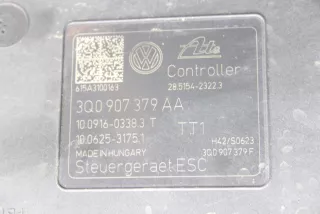 Ate
Controller
615A3100163
28.5154-2322.3
3Q0 907 379 AA
10.0916-0338.3 T
TJ1
10.0625-3175.1
H42/S0623
MADE IN HUNGARY
3Q0 907 379 F
Steuergeraet ESC